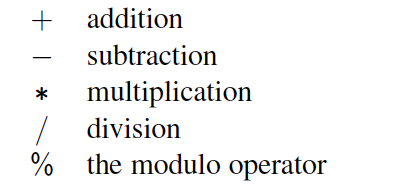 + addition
− subtraction
* multiplication
/ division
% the modulo operator